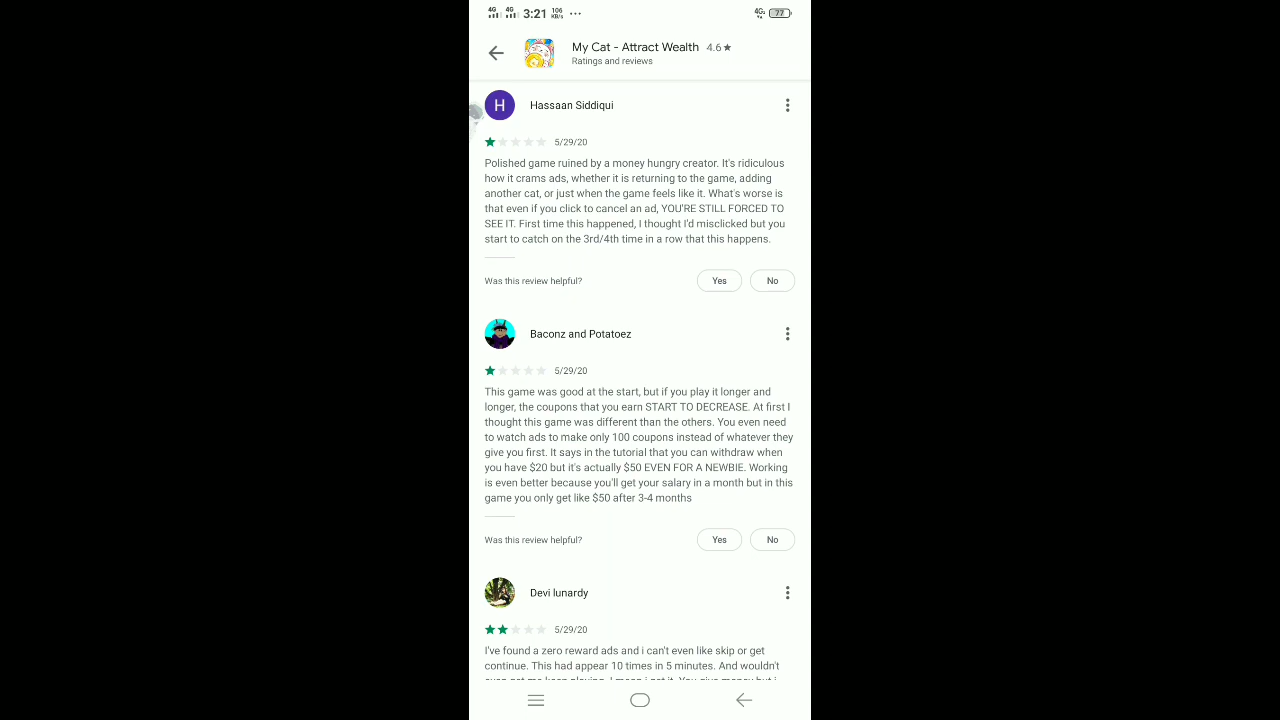 4G 4G 3:21 106 KB/s ... 4G 77
My Cat - Attract Wealth 4.6★
Ratings and reviews
H Hassaan Siddiqui
5/29/20
Polished game ruined by a money hungry creator. It's ridiculous
how it crams ads, whether it is returning to the game, adding
another cat, or just when the game feels like it. What's worse is
that even if you click to cancel an ad, YOU'RE STILL FORCED TO
SEE IT. First time this happened, I thought I'd misclicked but you
start to catch on the 3rd/4th time in a row that this happens.
Was this review helpful? Yes No
Baconz and Potatoez
5/29/20
This game was good at the start, but if you play it longer and
longer, the coupons that you earn START TO DECREASE. At first I
thought this game was different than the others. You even need
to watch ads to make only 100 coupons instead of whatever they
give you first. It says in the tutorial that you can withdraw when
you have $20 but it's actually $50 EVEN FOR A NEWBIE. Working
is even better because you'll get your salary in a month but in this
game you only get like $50 after 3-4 months
Was this review helpful? Yes No
Devi lunardy
5/29/20
I've found a zero reward ads and i can't even like skip or get
continue. This had appear 10 times in 5 minutes. And wouldn't